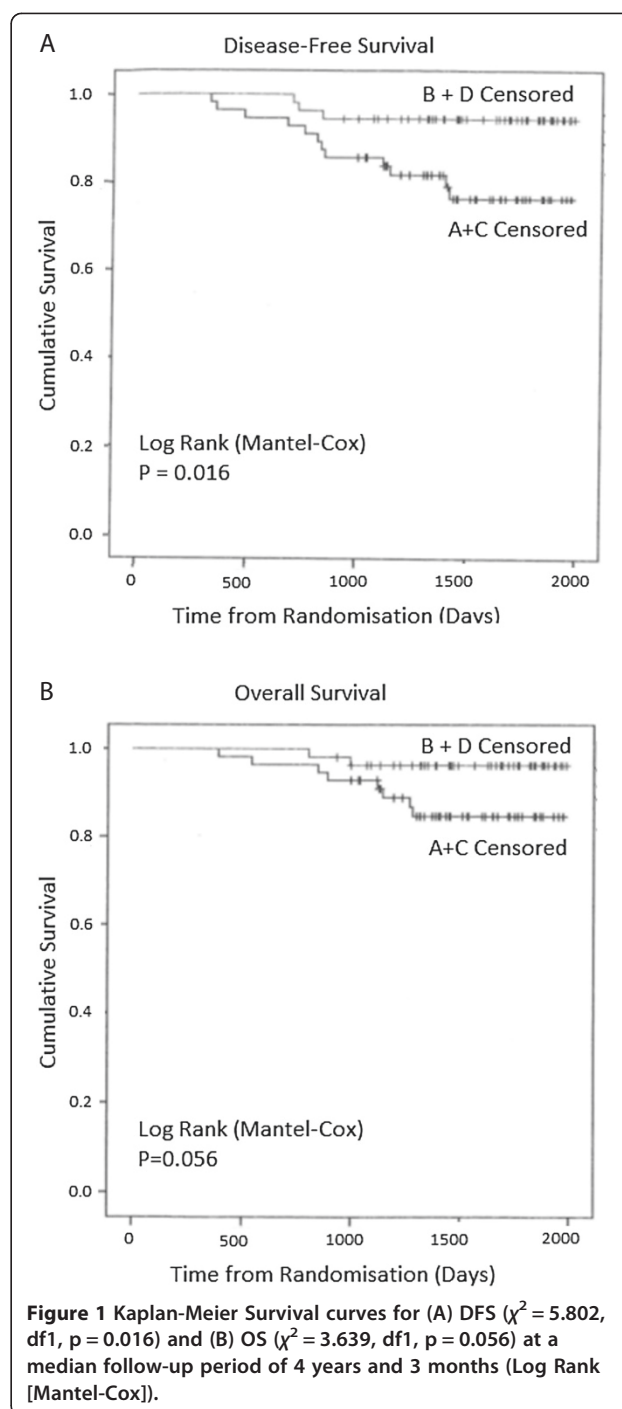 A
Disease-Free Survival
1.0
B + D Censored
0.8
A+C Censored
0.6
Cumulative Survival
0.4
0.2
Log Rank (Mantel-Cox)
P = 0.016
0.0
0 500 1000 1500 2000
Time from Randomisation (Days)
B
Overall Survival
1.0
B + D Censored
0.8
A+C Censored
0.6
Cumulative Survival
0.4
0.2
Log Rank (Mantel-Cox)
P=0.056
0.0
0 500 1000 1500 2000
Time from Randomisation (Days)
Figure 1 Kaplan-Meier Survival curves for (A) DFS (χ² = 5.802,
df1, p = 0.016) and (B) OS (χ² = 3.639, df1, p = 0.056) at a
median follow-up period of 4 years and 3 months (Log Rank
[Mantel-Cox]).